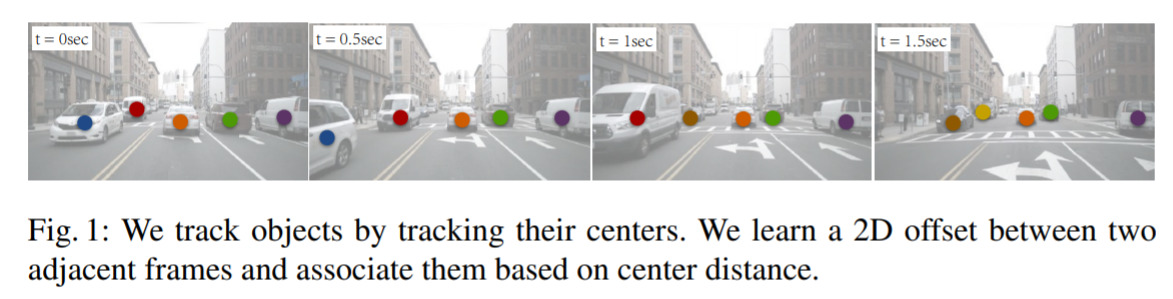 t = 0sec
t = 0.5sec
t = 1sec
t = 1.5sec
Fig. 1: We track objects by tracking their centers. We learn a 2D offset between two
adjacent frames and associate them based on center distance.